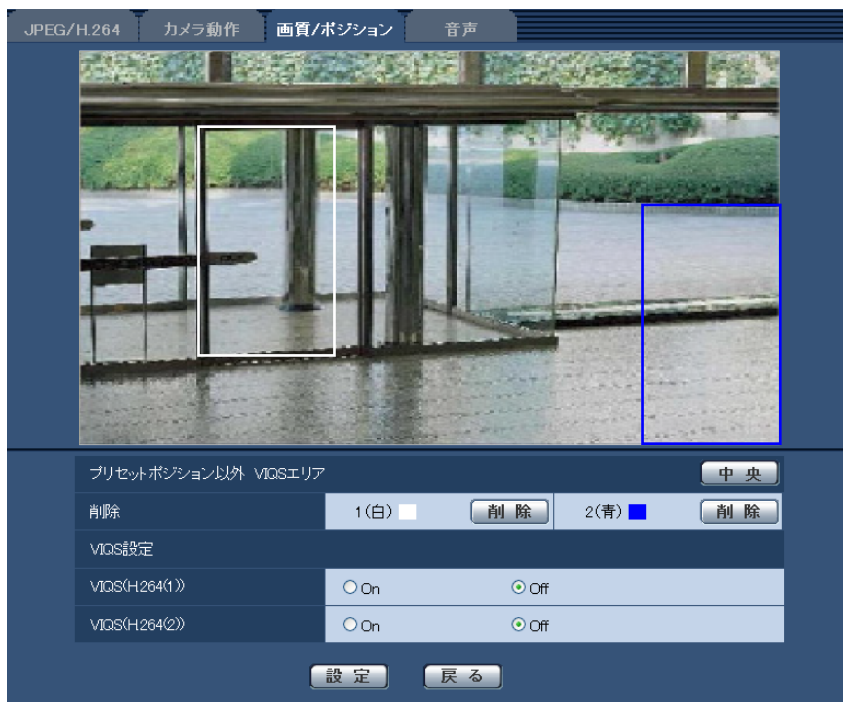 JPEG/H.264 カメラ動作 画質/ポジション 音声
プリセットポジション以外 VIQSエリア 中 央
削除 1(白) 削 除 2(青) 削 除
VIQS設定
VIQS(H.264(1)) On Off
VIQS(H.264(2)) On Off
設 定 戻 る